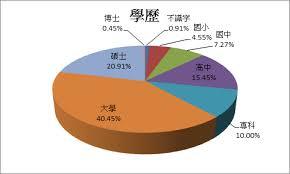 學歷
博士
0.45%
不識字
0.91%
國小
4.55%
國中
7.27%
高中
15.45%
專科
10.00%
大學
40.45%
碩士
20.91%